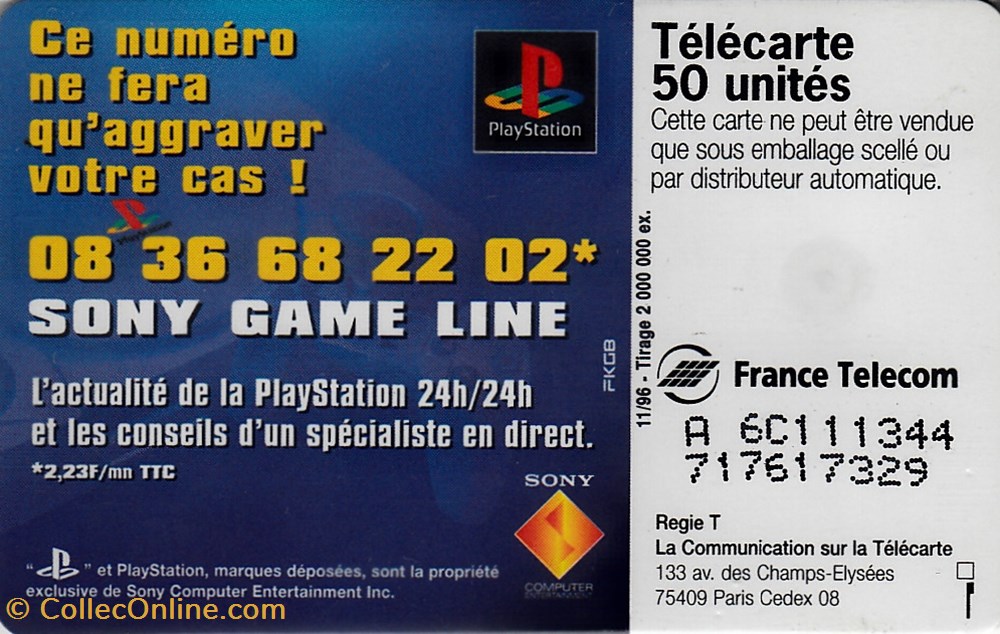 Ce numéro
ne fera
qu'aggraver
votre cas !
PlayStation
08 36 68 22 02*
SONY GAME LINE
L'actualité de la PlayStation 24h/24h
et les conseils d'un spécialiste en direct.
*2,23F/mn TTC
SONY
COMPUTER
ENTERTAINMENT
" " et PlayStation, marques déposées, sont la propriété
exclusive de Sony Computer Entertainment Inc.
FKGB
11/96 - Tirage 2 000 000 ex.
Télécarte
50 unités
Cette carte ne peut être vendue
que sous emballage scellé ou
par distributeur automatique.
France Telecom
A 6C111344
717617329
Regie T
La Communication sur la Télécarte
133 av. des Champs-Elysées
75409 Paris Cedex 08
© CollecOnline.com